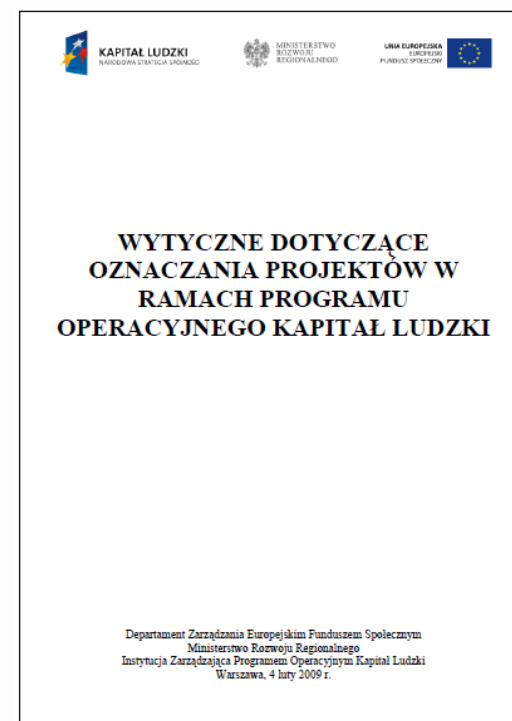 KAPITAŁ LUDZKI
NARODOWA STRATEGIA SPÓJNOŚCI
MINISTERSTWO
ROZWOJU
REGIONALNEGO
UNIA EUROPEJSKA
EUROPEJSKI
FUNDUSZ SPOŁECZNY
WYTYCZNE DOTYCZĄCE
OZNACZANIA PROJEKTÓW W
RAMACH PROGRAMU
OPERACYJNEGO KAPITAŁ LUDZKI
Departament Zarządzania Europejskim Funduszem Społecznym
Ministerstwo Rozwoju Regionalnego
Instytucja Zarządzająca Programem Operacyjnym Kapitał Ludzki
Warszawa, 4 luty 2009 r.